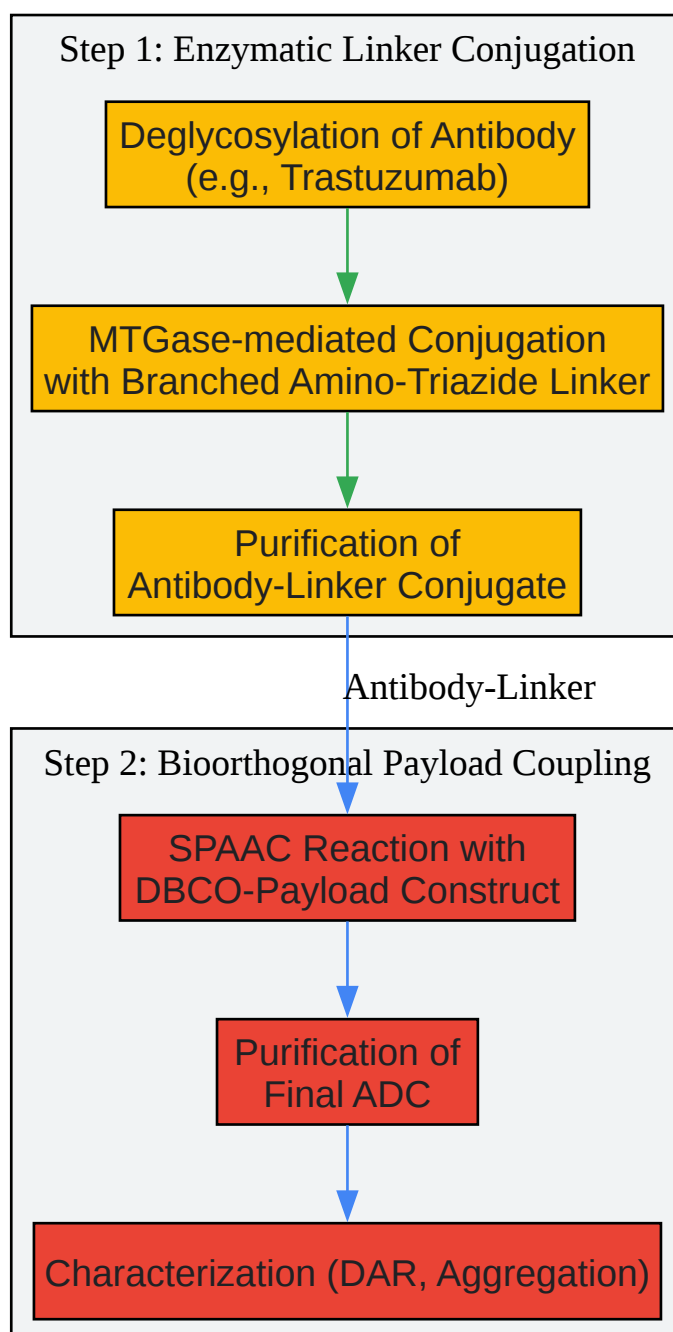 Step 1: Enzymatic Linker Conjugation
Deglycosylation of Antibody
(e.g., Trastuzumab)
MTGase-mediated Conjugation
with Branched Amino-Triazide Linker
Purification of
Antibody-Linker Conjugate
Antibody-Linker
Step 2: Bioorthogonal Payload Coupling
SPAAC Reaction with
DBCO-Payload Construct
Purification of
Final ADC
Characterization (DAR, Aggregation)